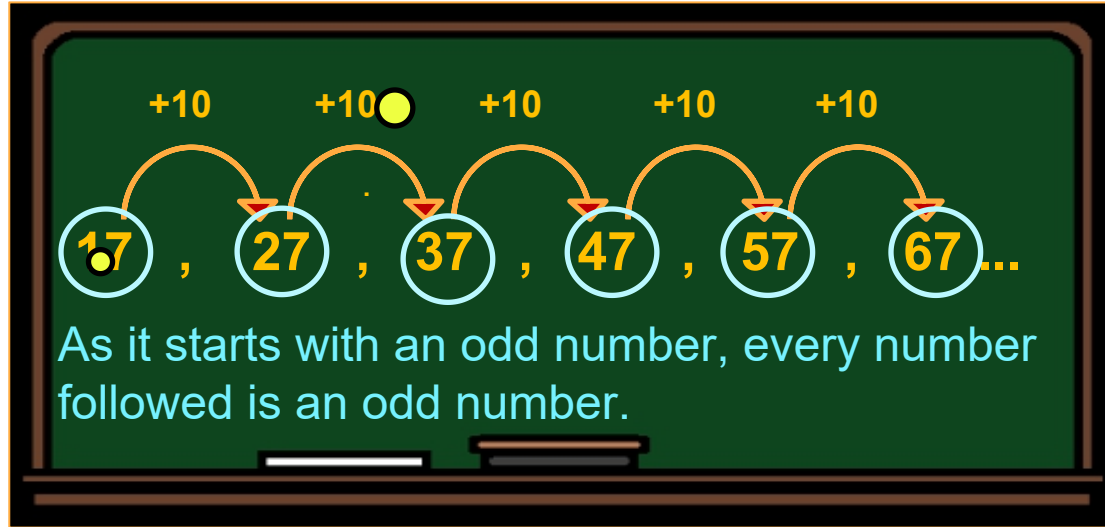 +10 +10 +10 +10 +10
17 , 27 , 37 , 47 , 57 , 67 ...
As it starts with an odd number, every number
followed is an odd number.